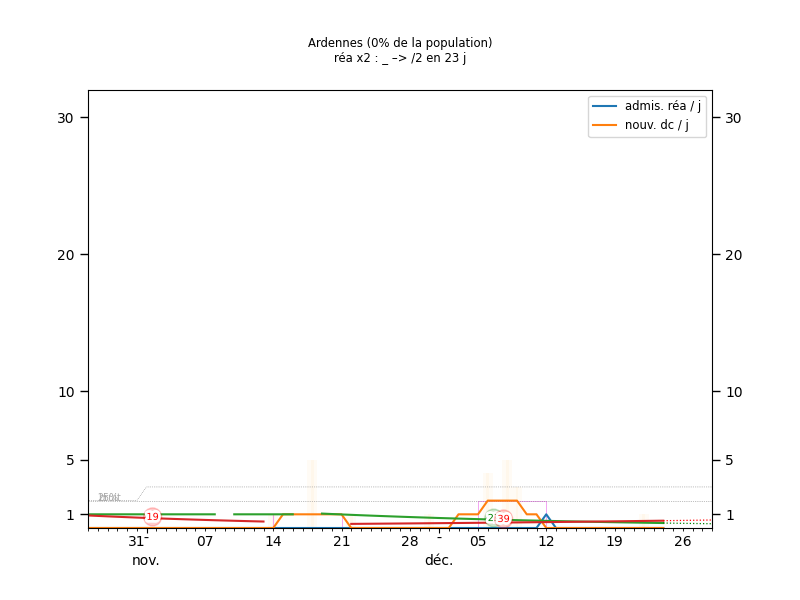 Ardennes (0% de la population)
réa x2 : _ –> /2 en 23 j
admis. réa / j
nouv. dc / j
30 30
20 20
10 10
5 5
1 1
19
39
31 07 14 21 28 05 12 19 26
nov. déc.